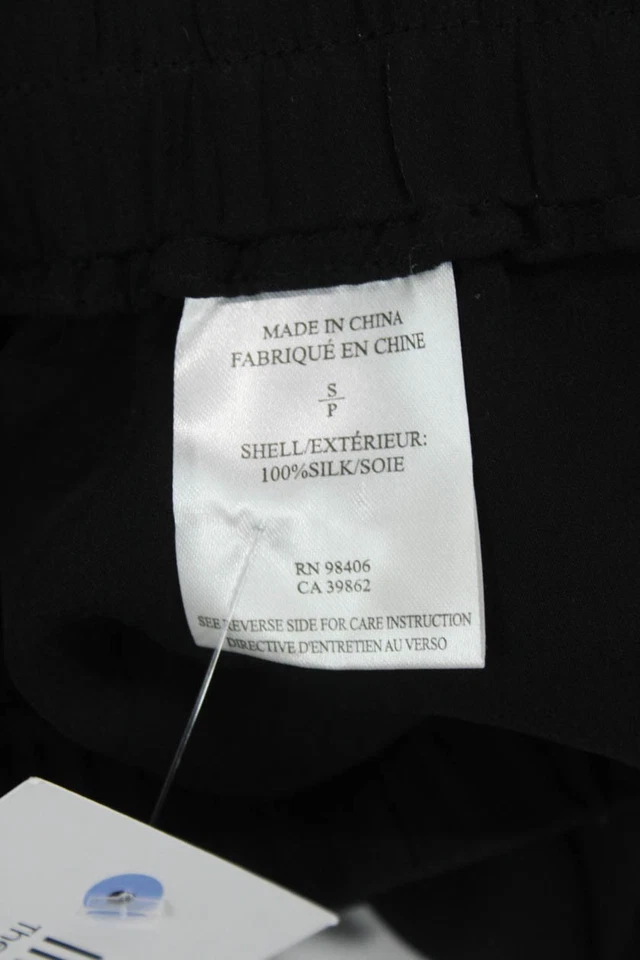 MADE IN CHINA
FABRIQUÉ EN CHINE
S
P
SHELL/EXTÉRIEUR:
100%SILK/SOIE
RN 98406
CA 39862
SEE REVERSE SIDE FOR CARE INSTRUCTION
DIRECTIVE D'ENTRETIEN AU VERSO
The